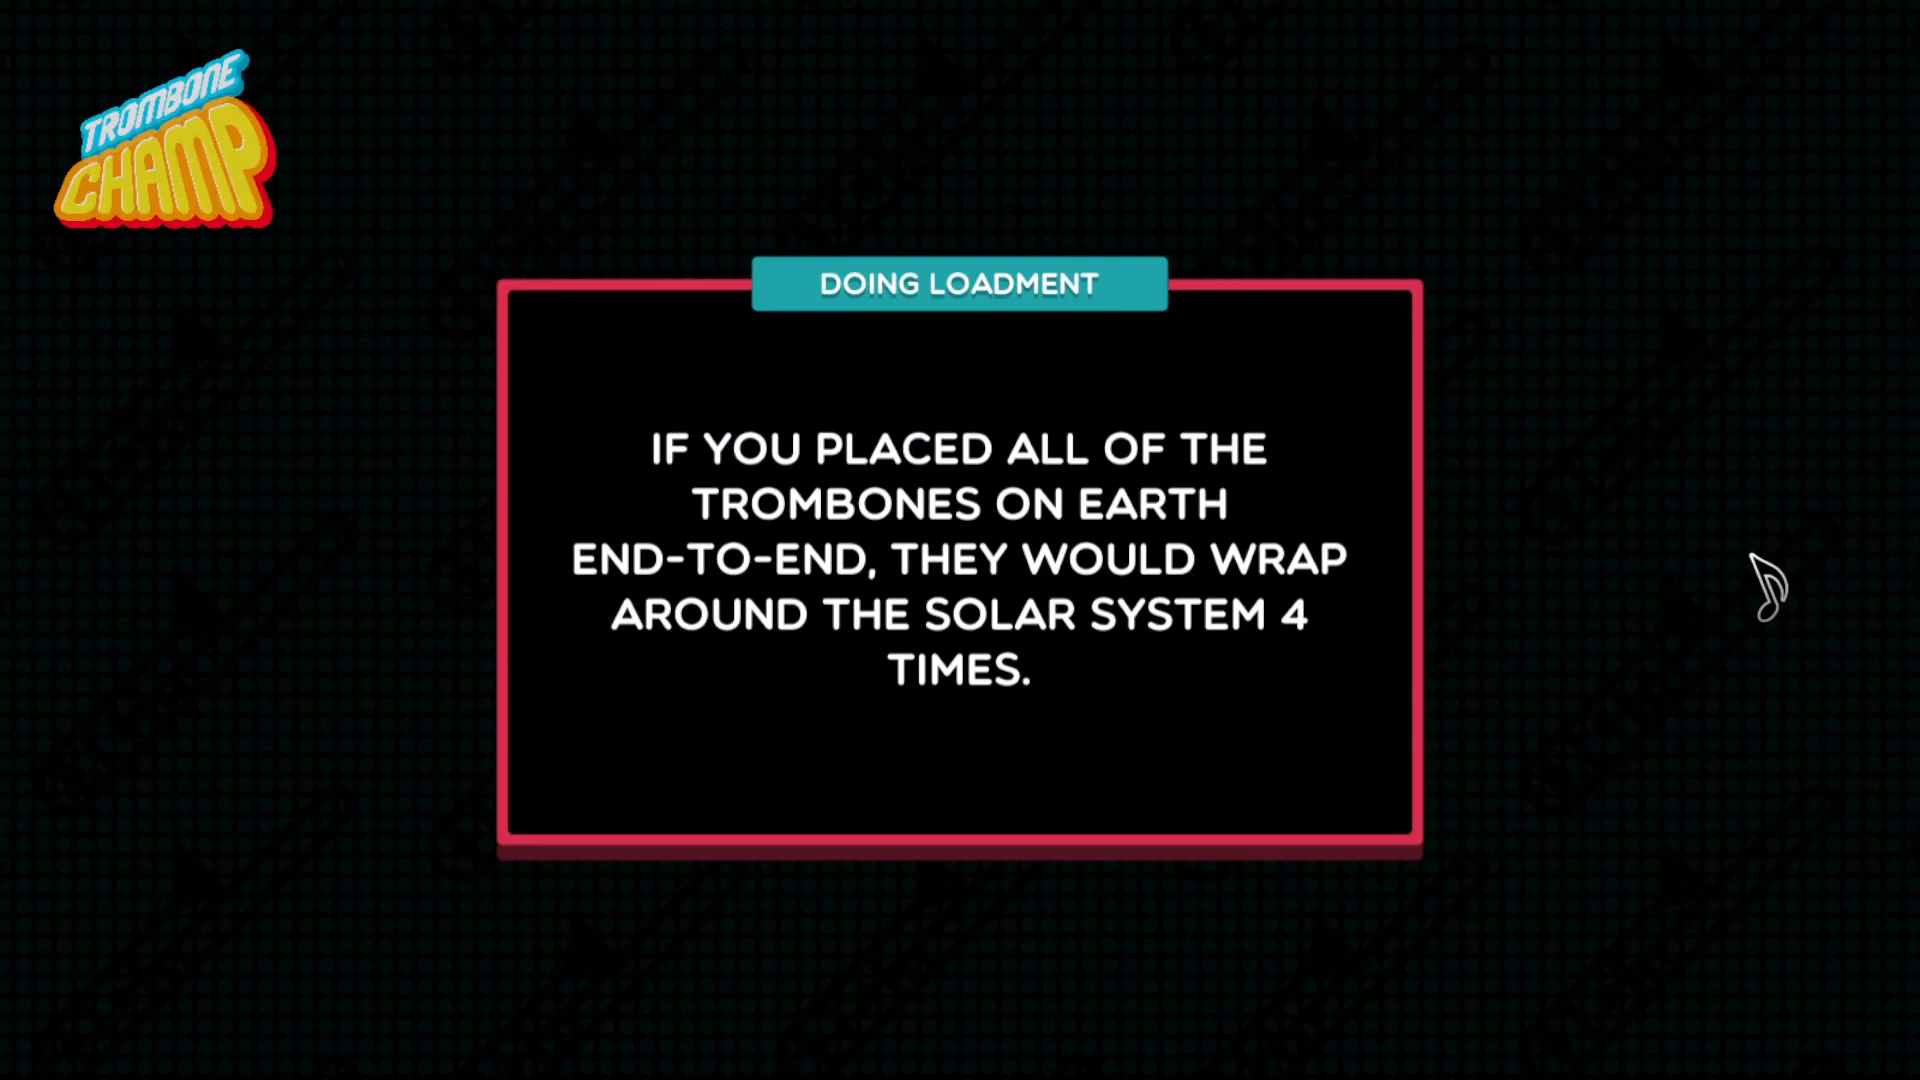 TROMBONE
CHAMP
DOING LOADMENT
IF YOU PLACED ALL OF THE
TROMBONES ON EARTH
END-TO-END, THEY WOULD WRAP
AROUND THE SOLAR SYSTEM 4
TIMES.